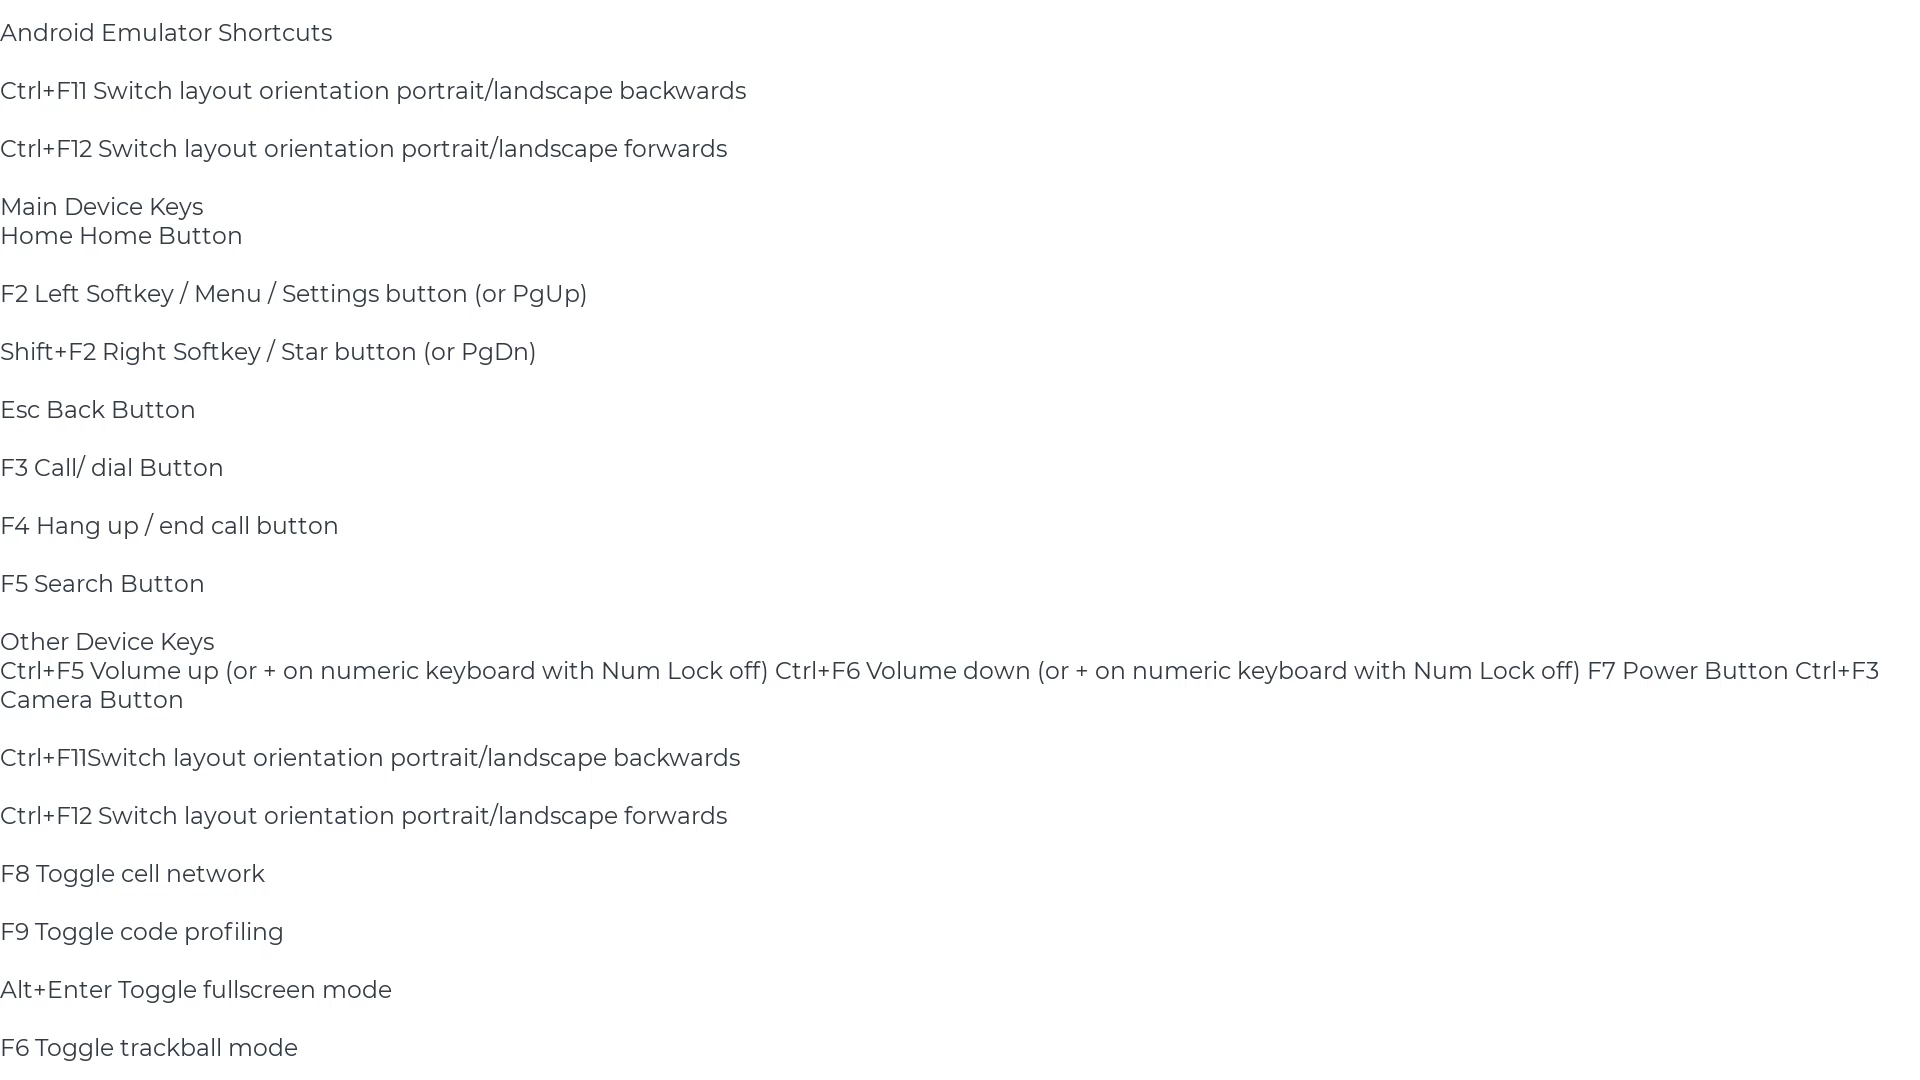 Android Emulator Shortcuts
Ctrl+F11 Switch layout orientation portrait/landscape backwards
Ctrl+F12 Switch layout orientation portrait/landscape forwards
Main Device Keys
Home Home Button
F2 Left Softkey / Menu / Settings button (or PgUp)
Shift+F2 Right Softkey / Star button (or PgDn)
Esc Back Button
F3 Call/ dial Button
F4 Hang up / end call button
F5 Search Button
Other Device Keys
Ctrl+F5 Volume up (or + on numeric keyboard with Num Lock off) Ctrl+F6 Volume down (or + on numeric keyboard with Num Lock off) F7 Power Button Ctrl+F3
Camera Button
Ctrl+F11Switch layout orientation portrait/landscape backwards
Ctrl+F12 Switch layout orientation portrait/landscape forwards
F8 Toggle cell network
F9 Toggle code profiling
Alt+Enter Toggle fullscreen mode
F6 Toggle trackball mode